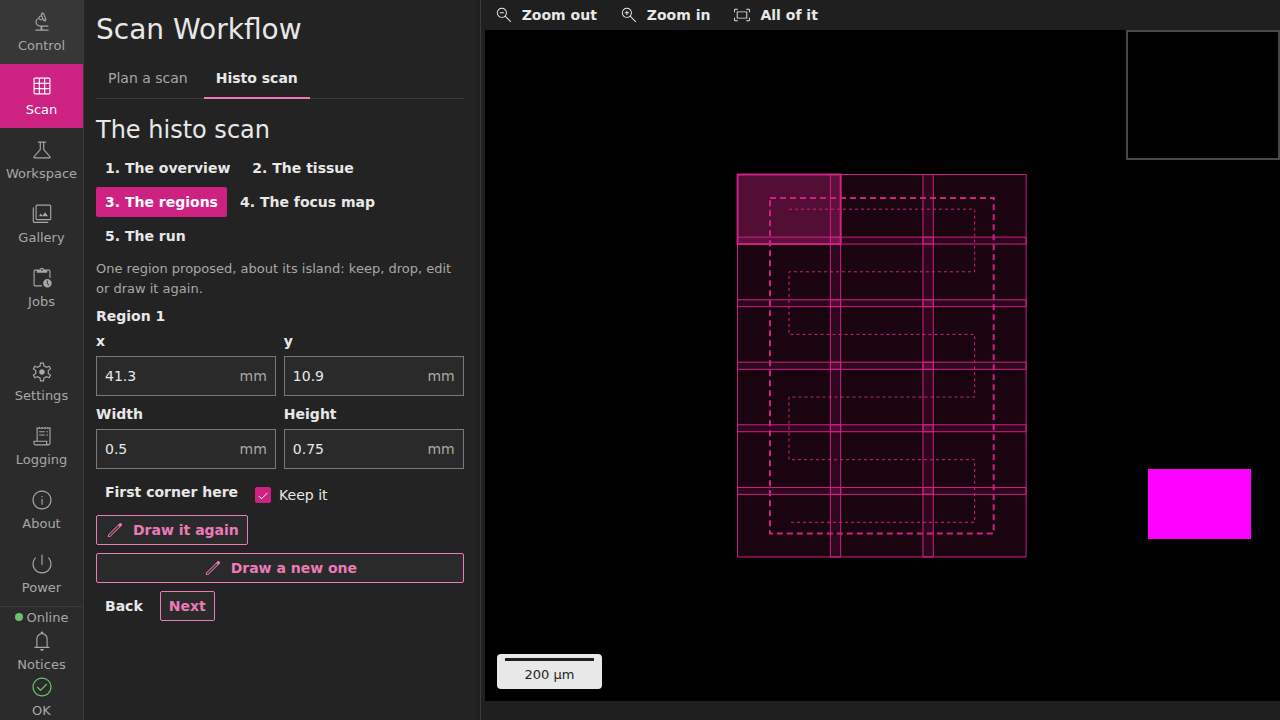 Control
Scan
Workspace
Gallery
Jobs
Settings
Logging
About
Power
Online
Notices
OK
Scan Workflow
Plan a scan
Histo scan
The histo scan
1. The overview
2. The tissue
3. The regions
4. The focus map
5. The run
One region proposed, about its island: keep, drop, edit
or draw it again.
Region 1
x
y
41.3 mm
10.9 mm
Width
Height
0.5 mm
0.75 mm
First corner here
Keep it
Draw it again
Draw a new one
Back
Next
Zoom out
Zoom in
All of it
200 µm